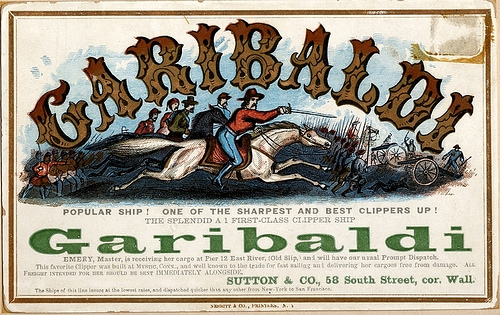 GARIBALDI
POPULAR SHIP! ONE OF THE SHARPEST AND BEST CLIPPERS UP!
THE SPLENDID A 1 FIRST-CLASS CLIPPER SHIP
Garibaldi
EMERY, Master, is receiving her cargo at Pier 12 East River, (Old Slip,) and will have our usual Prompt Dispatch.
This favorite Clipper was built at Mystic, Conn., and well known to the trade for fast sailing and delivering her cargoes free from damage. ALL
FREIGHT INTENDED FOR HER SHOULD BE SENT IMMEDIATELY ALONGSIDE.
SUTTON & CO., 58 South Street, cor. Wall.
The Ships of this line insure at the lowest rates, and dispatched quicker than any other from New-York to San Francisco.
NESBITT & CO., PRINTERS, N. Y.